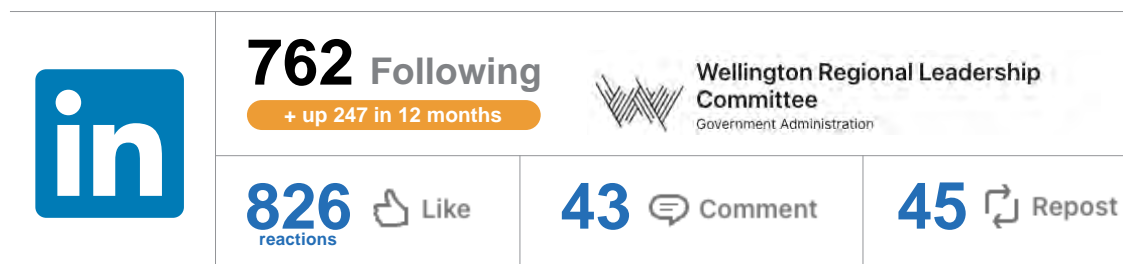 in
762 Following
+ up 247 in 12 months
Wellington Regional Leadership
Committee
Government Administration
826 Like
reactions
43 Comment
45 Repost